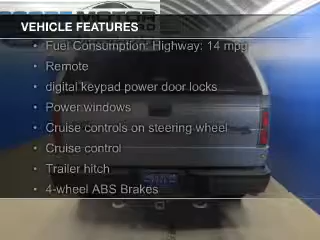 VEHICLE FEATURES
• Fuel Consumption: Highway: 14 mpg
• Remote
• digital keypad power door locks
• Power windows
• Cruise controls on steering wheel
• Cruise control
• Trailer hitch
• 4-wheel ABS Brakes